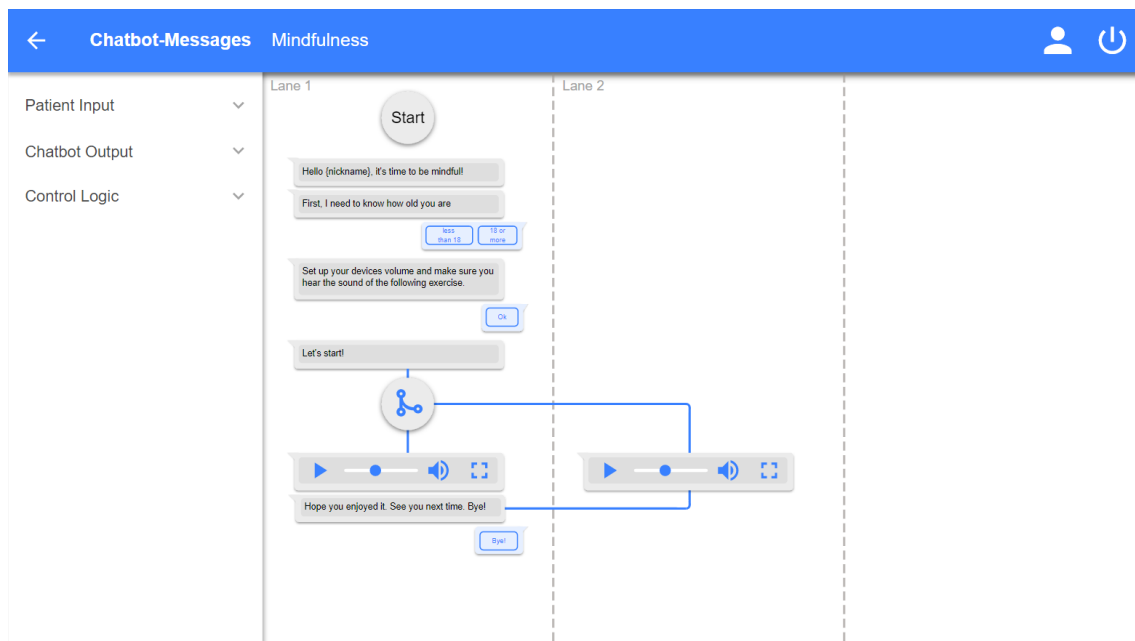 Chatbot-Messages Mindfulness
Patient Input
Chatbot Output
Control Logic
Lane 1
Lane 2
Start
Hello {nickname}, it's time to be mindful!
First, I need to know how old you are
less
than 18
18 or
more
Set up your devices volume and make sure you
hear the sound of the following exercise.
Ok
Let's start!
Hope you enjoyed it. See you next time. Bye!
Bye!